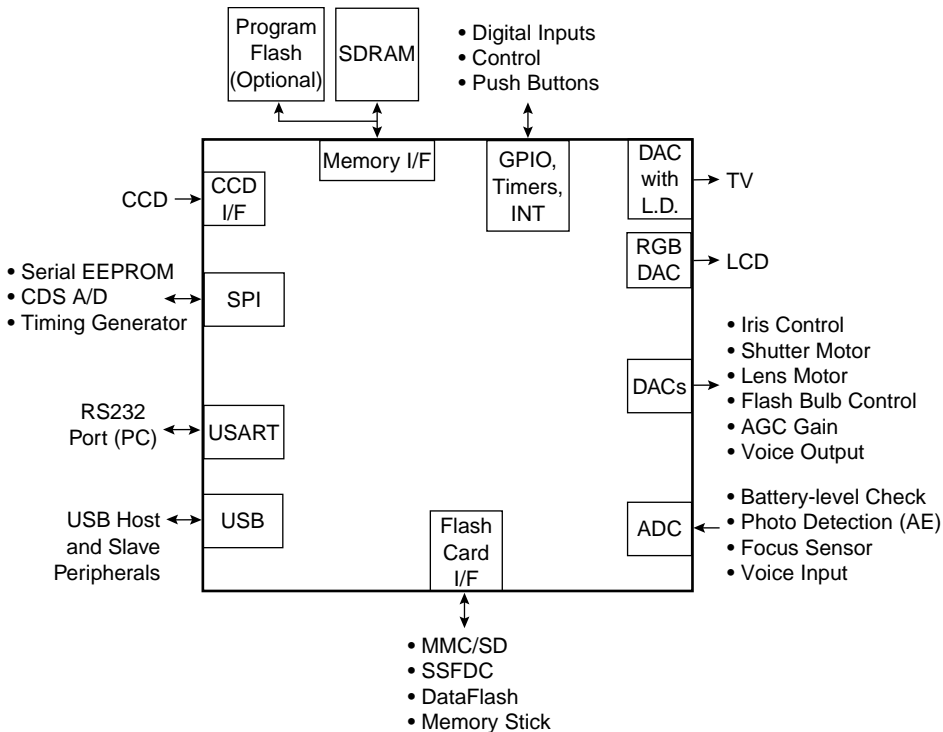 Program
Flash
(Optional)
SDRAM
• Digital Inputs
• Control
• Push Buttons
Memory I/F
GPIO,
Timers,
INT
DAC
with
L.D.
TV
CCD
CCD
I/F
RGB
DAC
LCD
• Serial EEPROM
• CDS A/D
• Timing Generator
SPI
• Iris Control
• Shutter Motor
• Lens Motor
• Flash Bulb Control
• AGC Gain
• Voice Output
DACs
RS232
Port (PC)
USART
USB Host
and Slave
Peripherals
USB
Flash
Card
I/F
ADC
• Battery-level Check
• Photo Detection (AE)
• Focus Sensor
• Voice Input
• MMC/SD
• SSFDC
• DataFlash
• Memory Stick